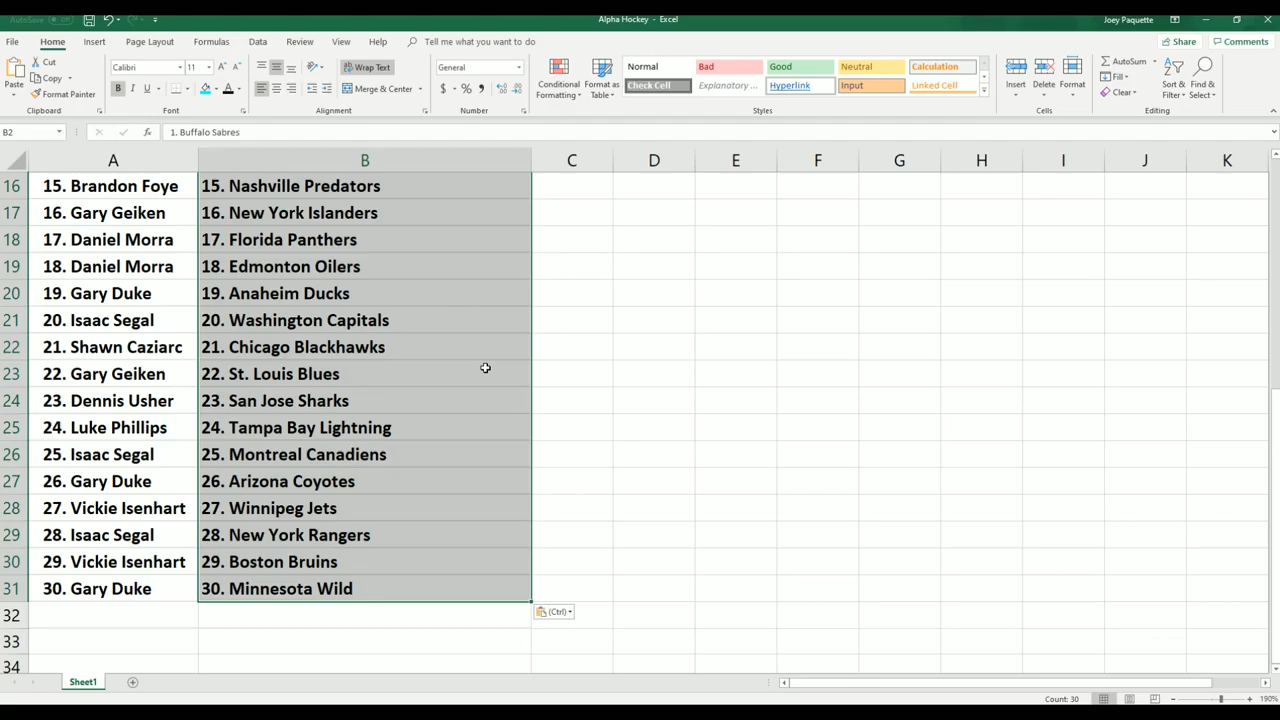 AutoSave Off
Alpha Hockey - Excel
Joey Paquette
File Home Insert Page Layout Formulas Data Review View Help Tell me what you want to do Share Comments
Paste
Cut
Copy
Format Painter
Clipboard
Calibri 11
B I U
Font
Wrap Text
Merge & Center
Alignment
General
$ % ,
Number
Conditional Formatting
Format as Table
Normal Bad Good Neutral Calculation
Check Cell Explanatory ... Hyperlink Input Linked Cell
Styles
Insert Delete Format
Cells
AutoSum
Fill
Clear
Sort & Filter
Find & Select
Editing
B2 fx 1. Buffalo Sabres
A B C D E F G H I J K
16 15. Brandon Foye 15. Nashville Predators
17 16. Gary Geiken 16. New York Islanders
18 17. Daniel Morra 17. Florida Panthers
19 18. Daniel Morra 18. Edmonton Oilers
20 19. Gary Duke 19. Anaheim Ducks
21 20. Isaac Segal 20. Washington Capitals
22 21. Shawn Caziarc 21. Chicago Blackhawks
23 22. Gary Geiken 22. St. Louis Blues
24 23. Dennis Usher 23. San Jose Sharks
25 24. Luke Phillips 24. Tampa Bay Lightning
26 25. Isaac Segal 25. Montreal Canadiens
27 26. Gary Duke 26. Arizona Coyotes
28 27. Vickie Isenhart 27. Winnipeg Jets
29 28. Isaac Segal 28. New York Rangers
30 29. Vickie Isenhart 29. Boston Bruins
31 30. Gary Duke 30. Minnesota Wild
32 (Ctrl)
33
34
Sheet1
Count: 30 190%